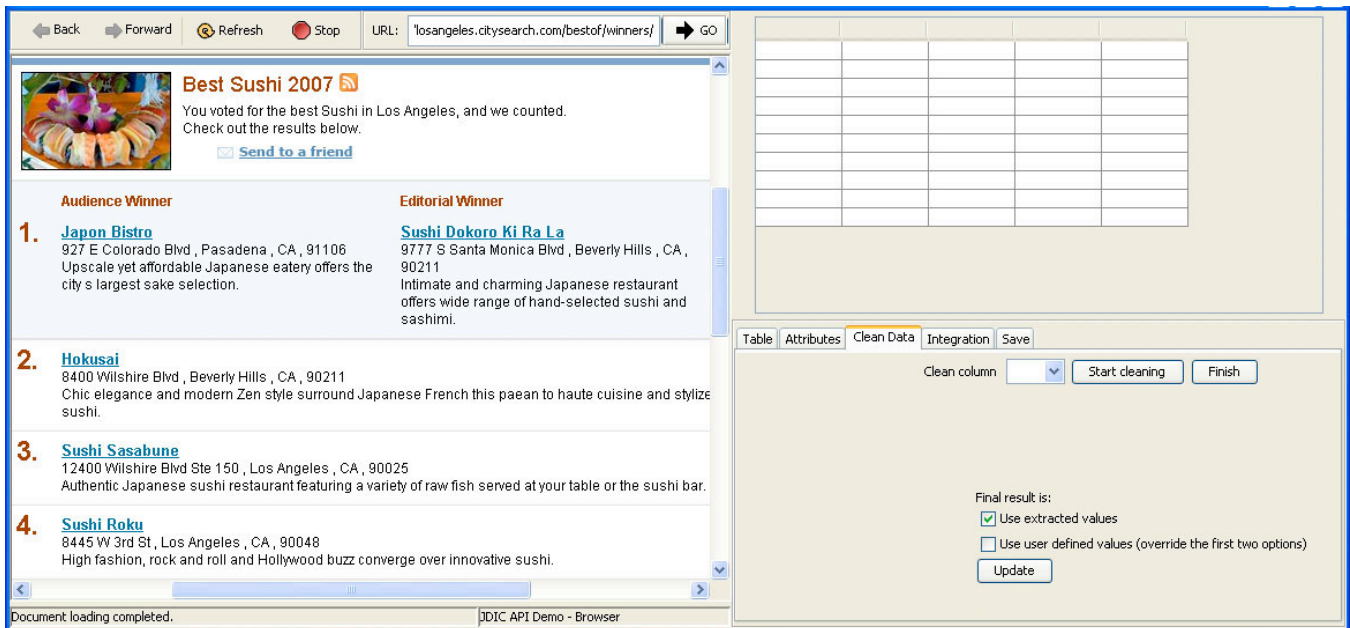 Back Forward Refresh Stop URL: 'losangeles.citysearch.com/bestof/winners/ GO
Best Sushi 2007
You voted for the best Sushi in Los Angeles, and we counted.
Check out the results below.
Send to a friend
Audience Winner
1. Japon Bistro
927 E Colorado Blvd , Pasadena , CA , 91106
Upscale yet affordable Japanese eatery offers the
city s largest sake selection.
Editorial Winner
Sushi Dokoro Ki Ra La
9777 S Santa Monica Blvd , Beverly Hills , CA ,
90211
Intimate and charming Japanese restaurant
offers wide range of hand-selected sushi and
sashimi.
2. Hokusai
8400 Wilshire Blvd , Beverly Hills , CA , 90211
Chic elegance and modern Zen style surround Japanese French this paean to haute cuisine and stylize
sushi.
3. Sushi Sasabune
12400 Wilshire Blvd Ste 150 , Los Angeles , CA , 90025
Authentic Japanese sushi restaurant featuring a variety of raw fish served at your table or the sushi bar.
4. Sushi Roku
8445 W 3rd St , Los Angeles , CA , 90048
High fashion, rock and roll and Hollywood buzz converge over innovative sushi.
Document loading completed. JDIC API Demo - Browser
Table Attributes Clean Data Integration Save
Clean column Start cleaning Finish
Final result is:
Use extracted values
Use user defined values (override the first two options)
Update